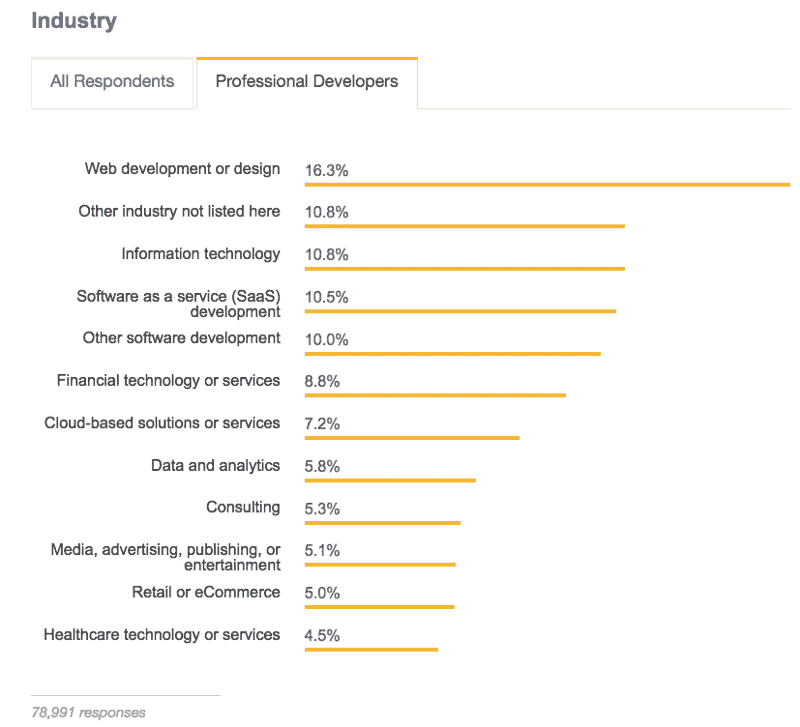 Industry
All Respondents
Professional Developers
Web development or design 16.3%
Other industry not listed here 10.8%
Information technology 10.8%
Software as a service (SaaS) 10.5%
development
Other software development 10.0%
Financial technology or services 8.8%
Cloud-based solutions or services 7.2%
Data and analytics 5.8%
Consulting 5.3%
Media, advertising, publishing, or 5.1%
entertainment
Retail or eCommerce 5.0%
Healthcare technology or services 4.5%
78,991 responses